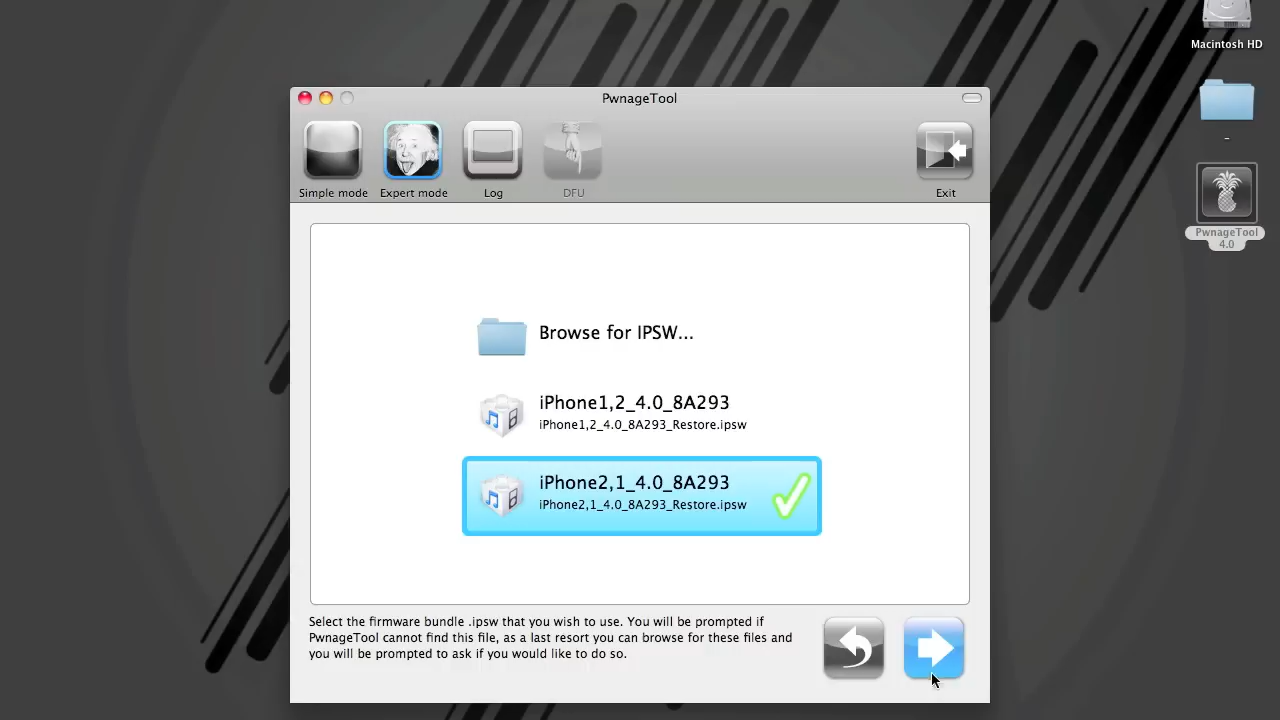 PwnageTool
Simple mode
Expert mode
Log
DFU
Exit
Browse for IPSW...
iPhone1,2_4.0_8A293
iPhone1,2_4.0_8A293_Restore.ipsw
iPhone2,1_4.0_8A293
iPhone2,1_4.0_8A293_Restore.ipsw
Select the firmware bundle .ipsw that you wish to use. You will be prompted if
PwnageTool cannot find this file, as a last resort you can browse for these files and
you will be prompted to ask if you would like to do so.
Macintosh HD
-
PwnageTool
4.0